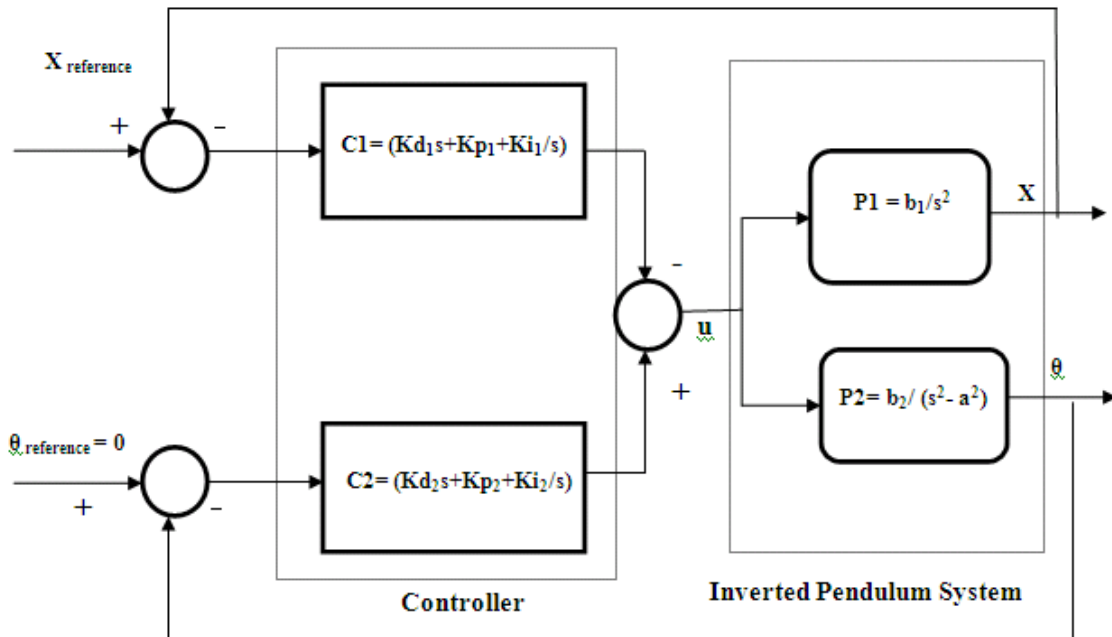 X reference
+
-
C1= (Kd₁s+Kp₁+Ki₁/s)
P1 = b₁/s²
X
-
u
+
P2= b₂/ (s²- a²)
θ
θ reference = 0
+
-
C2= (Kd₂s+Kp₂+Ki₂/s)
Controller
Inverted Pendulum System